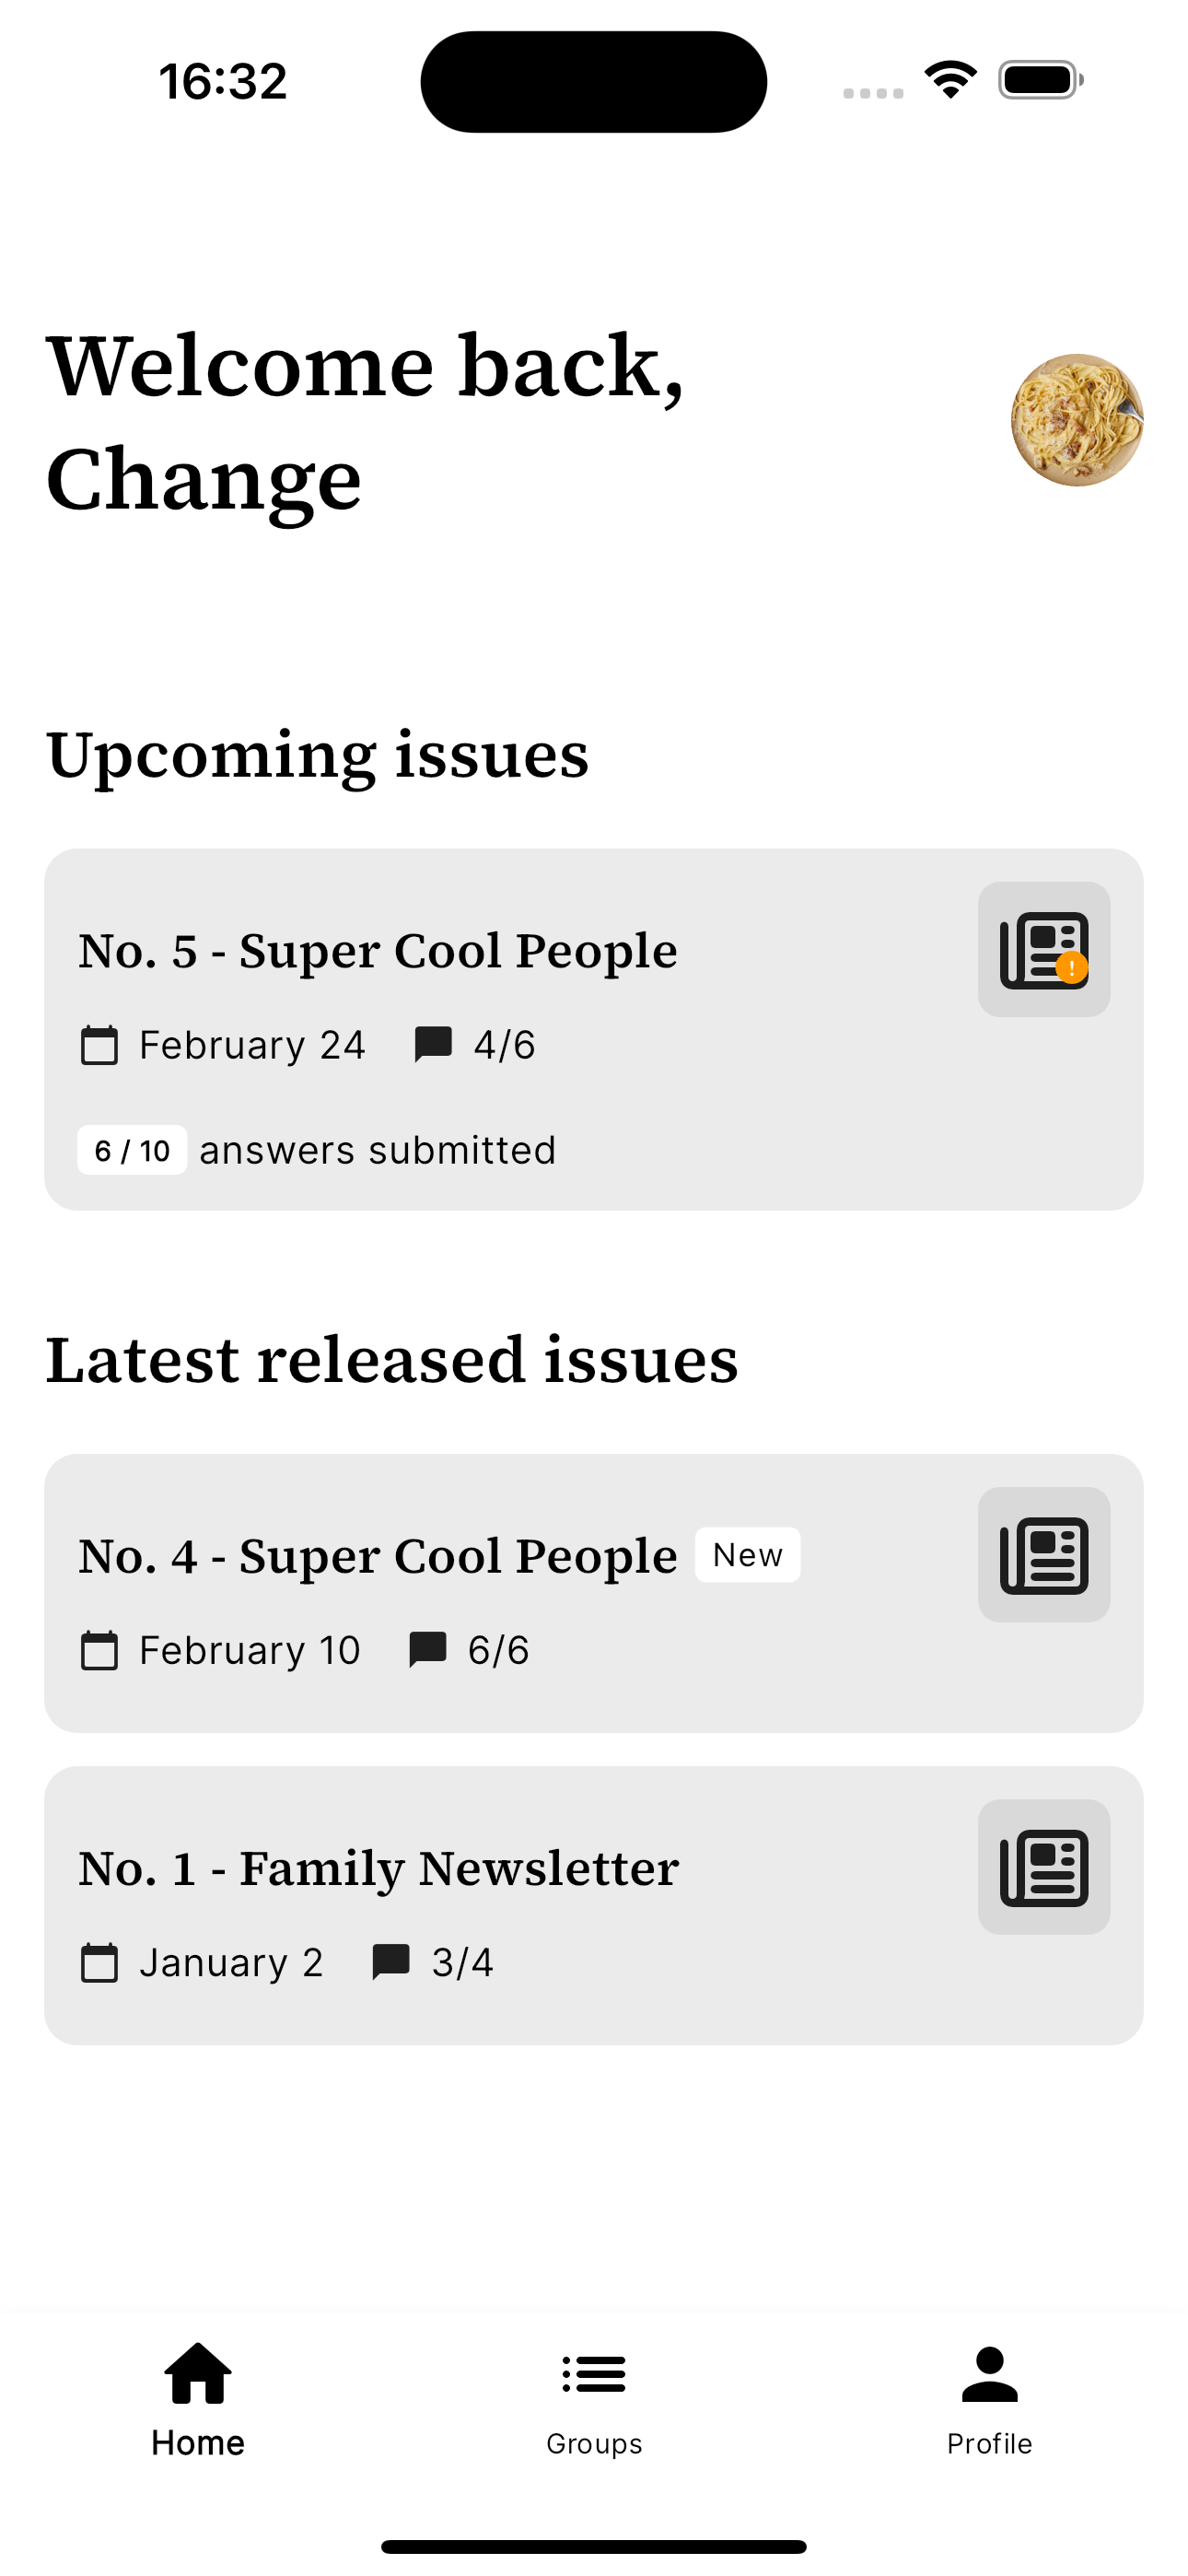 16:32
Welcome back,
Change
Upcoming issues
No. 5 - Super Cool People
February 24 4/6
6 / 10 answers submitted
Latest released issues
No. 4 - Super Cool People New
February 10 6/6
No. 1 - Family Newsletter
January 2 3/4
Home Groups Profile